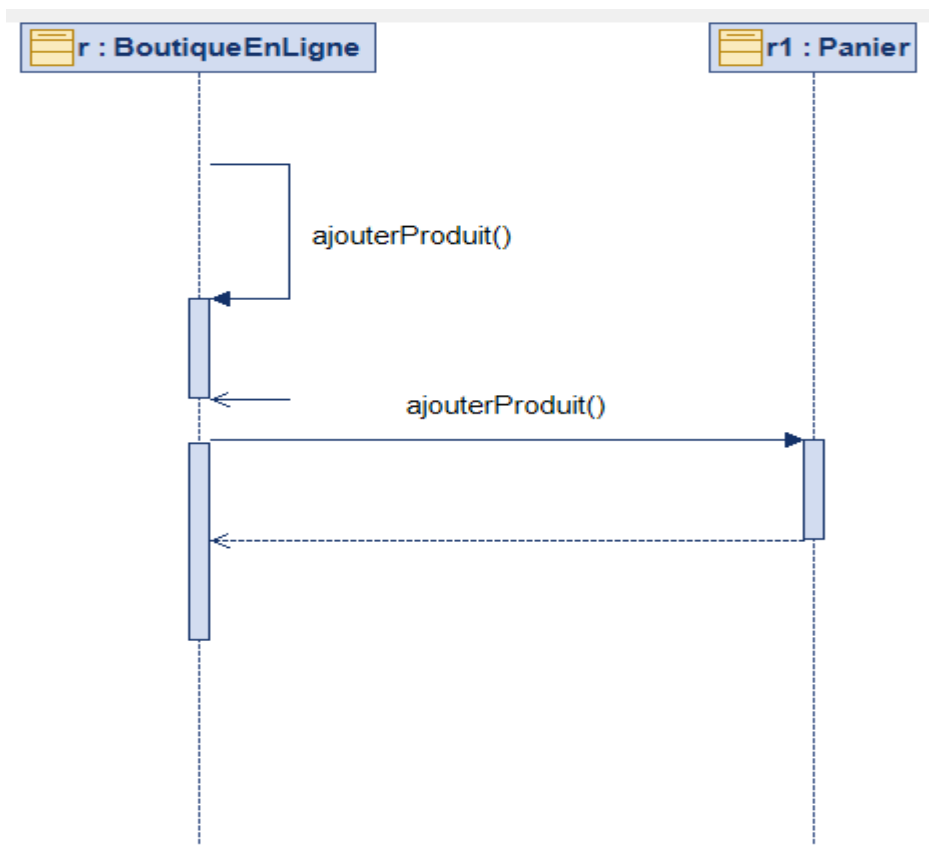 r : BoutiqueEnLigne
r1 : Panier
ajouterProduit()
ajouterProduit()